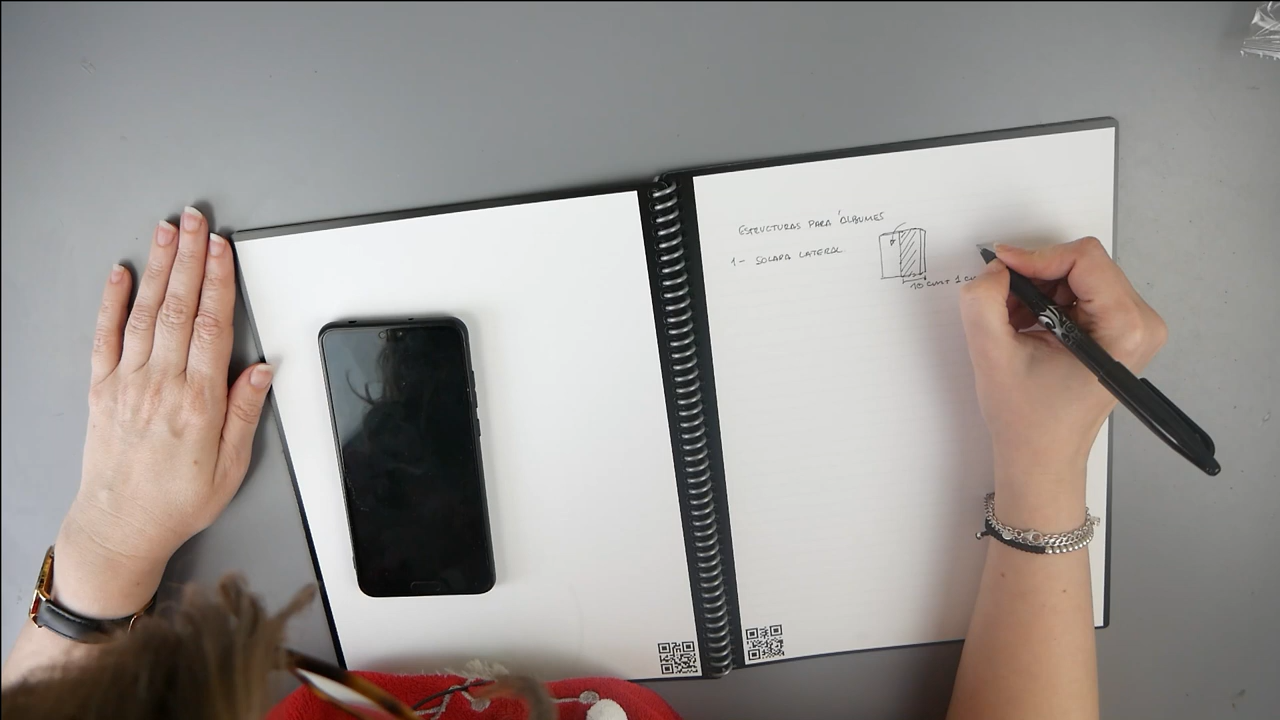 ESTRUCTURAS PARA ÁLBUMES
1- SOLAPA LATERAL
10 cm + 1 cm